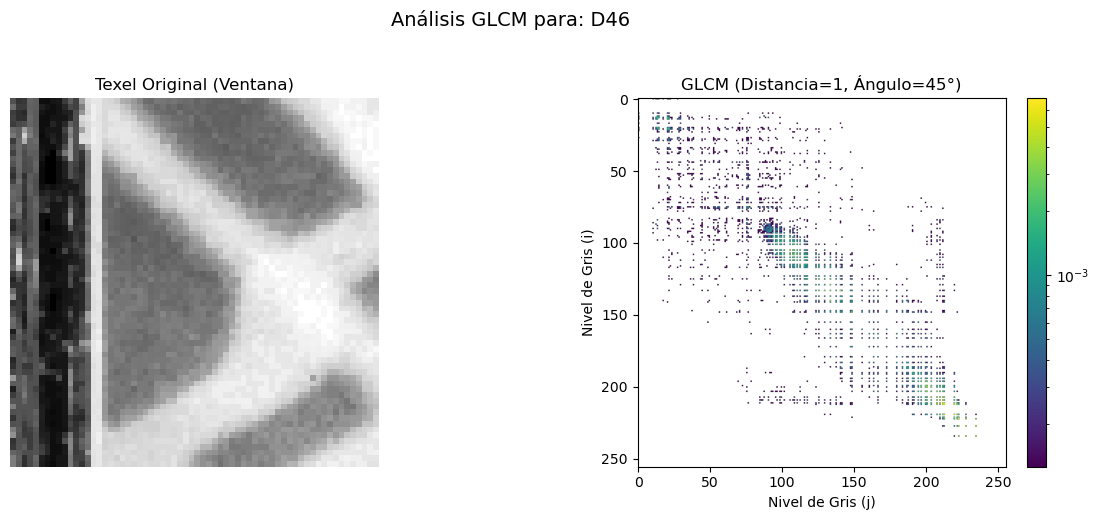 Análisis GLCM para: D46
Texel Original (Ventana)
GLCM (Distancia=1, Ángulo=45°)
Nivel de Gris (i)
0
50
100
150
200
250
0
50
100
150
200
250
Nivel de Gris (j)
10⁻³